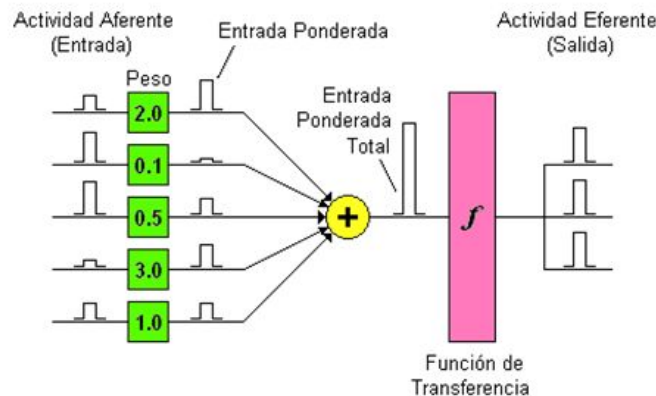 Actividad Aferente
(Entrada)
Entrada Ponderada
Actividad Eferente
(Salida)
Peso
2.0
0.1
0.5
3.0
1.0
Entrada
Ponderada
Total
+
f
Función de
Transferencia